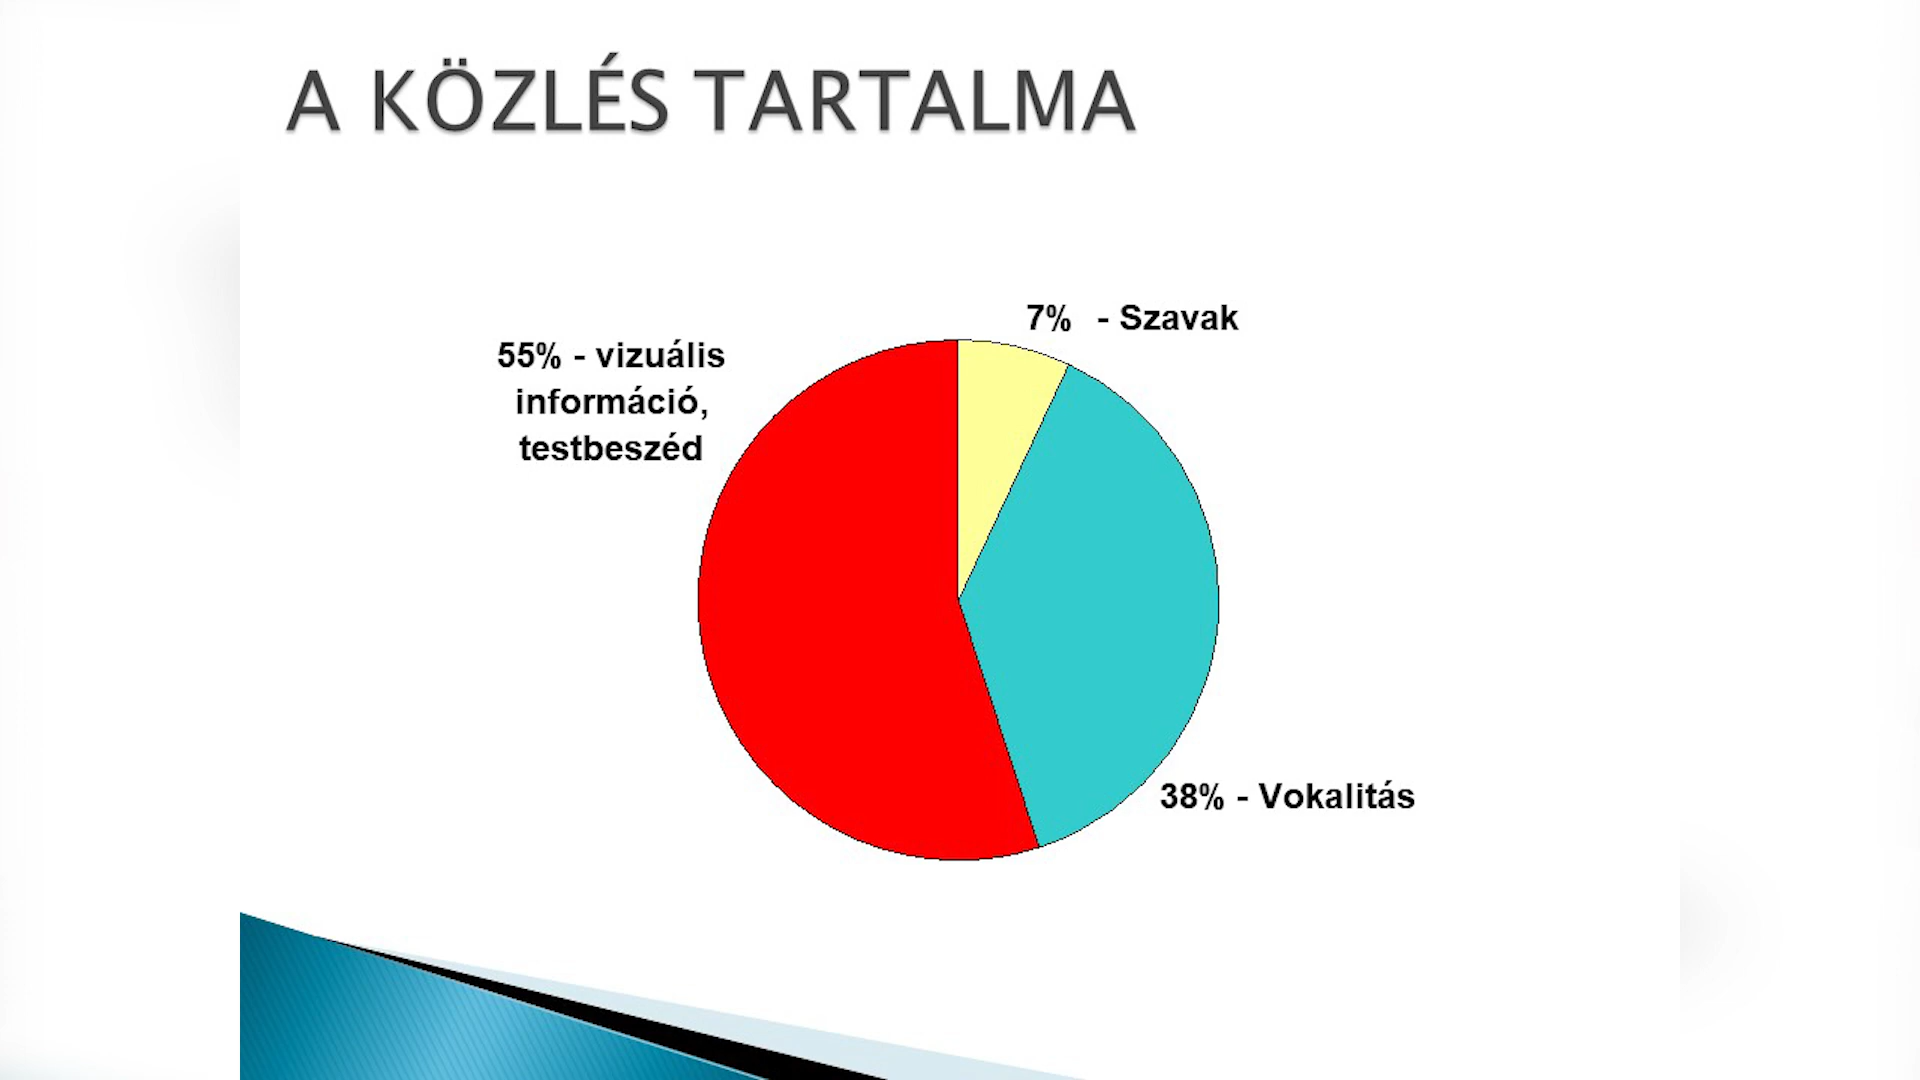 A KÖZLÉS TARTALMA
7% - Szavak
55% - vizuális
információ,
testbeszéd
38% - Vokalitás